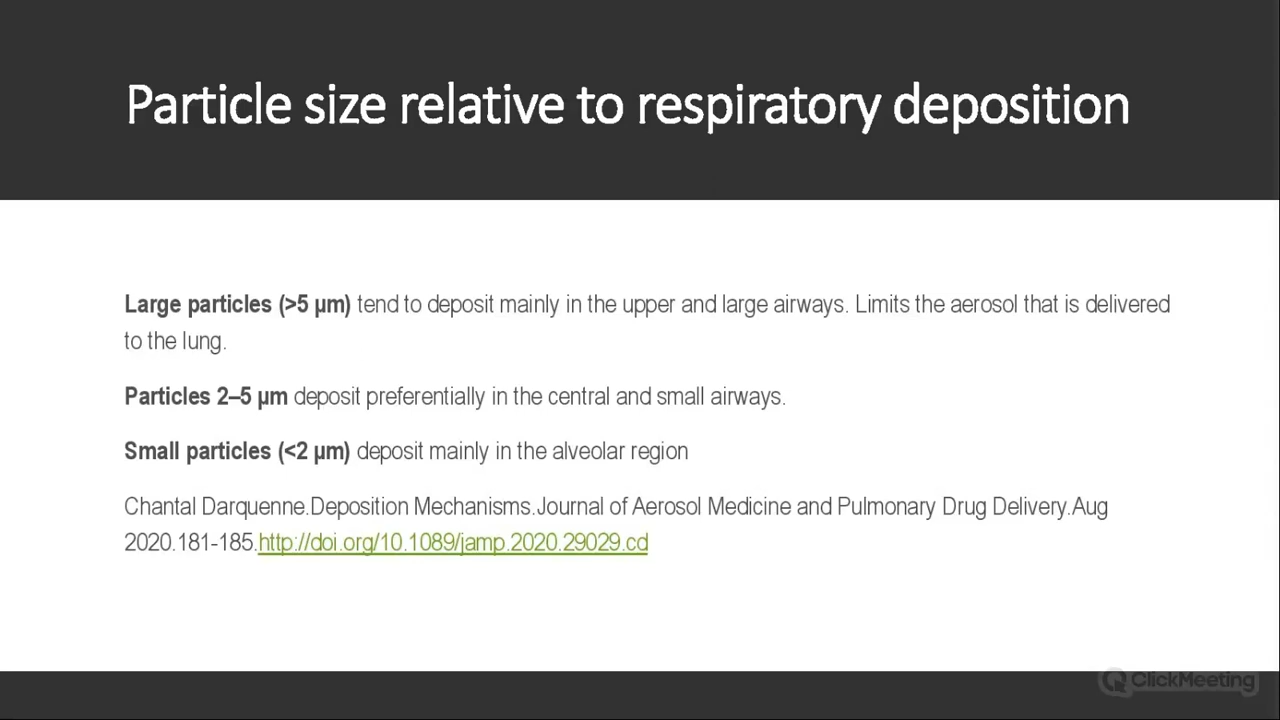 Particle size relative to respiratory deposition
Large particles (>5 µm) tend to deposit mainly in the upper and large airways. Limits the aerosol that is delivered
to the lung.
Particles 2–5 µm deposit preferentially in the central and small airways.
Small particles (<2 µm) deposit mainly in the alveolar region
Chantal Darquenne.Deposition Mechanisms.Journal of Aerosol Medicine and Pulmonary Drug Delivery.Aug
2020.181-185.http://doi.org/10.1089/jamp.2020.29029.cd
ClickMeeting